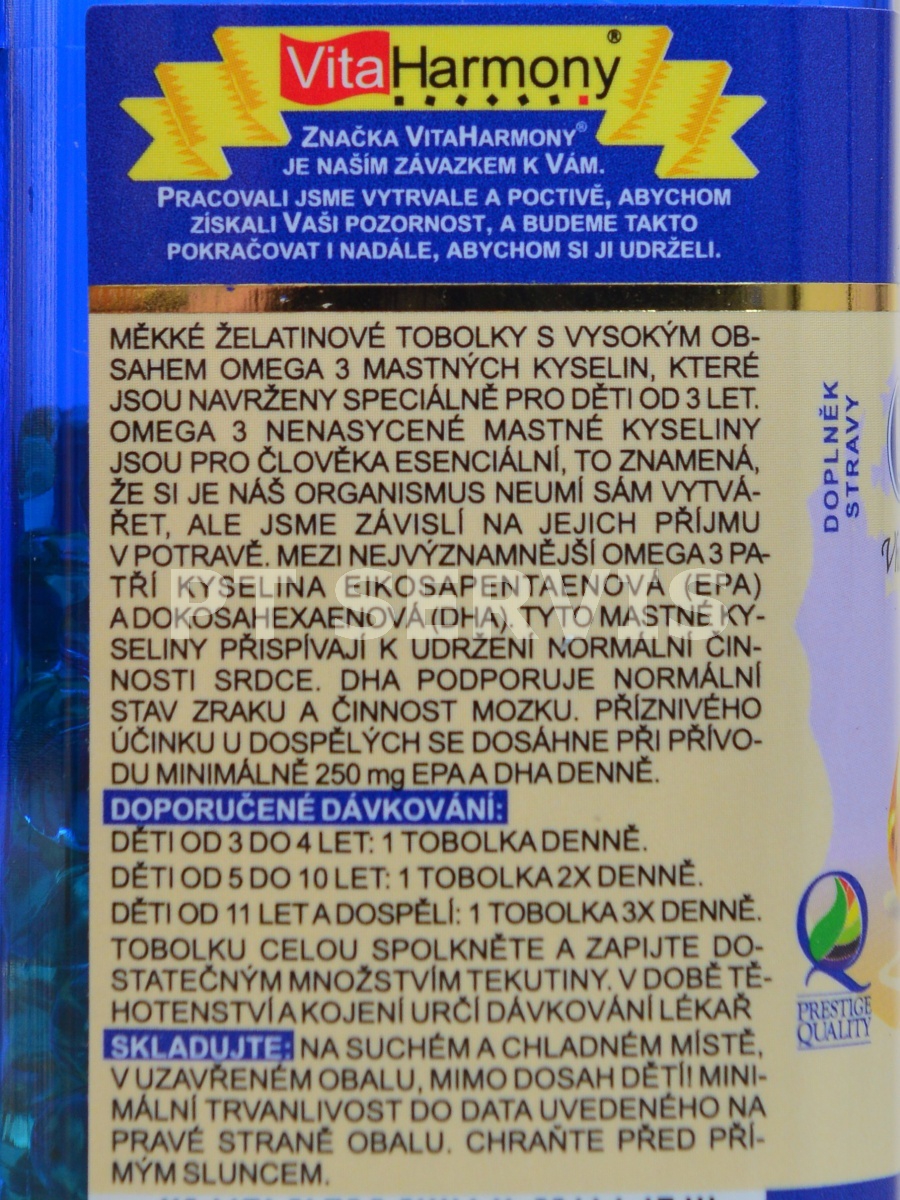 VitaHarmony®
ZNAČKA VITAHARMONY®
JE NAŠÍM ZÁVAZKEM K VÁM.
PRACOVALI JSME VYTRVALE A POCTIVĚ, ABYCHOM
ZÍSKALI VAŠI POZORNOST, A BUDEME TAKTO
POKRAČOVAT I NADÁLE, ABYCHOM SI JI UDRŽELI.
MĚKKÉ ŽELATINOVÉ TOBOLKY S VYSOKÝM OB-
SAHEM OMEGA 3 MASTNÝCH KYSELIN, KTERÉ
JSOU NAVRŽENY SPECIÁLNĚ PRO DĚTI OD 3 LET.
OMEGA 3 NENASYCENÉ MASTNÉ KYSELINY
JSOU PRO ČLOVĚKA ESENCIÁLNÍ, TO ZNAMENÁ,
ŽE SI JE NÁŠ ORGANISMUS NEUMÍ SÁM VYTVÁ-
ŘET, ALE JSME ZÁVISLÍ NA JEJICH PŘÍJMU
V POTRAVĚ. MEZI NEJVÝZNAMNĚJŠÍ OMEGA 3 PA-
TŘÍ KYSELINA EIKOSAPENTAENOVÁ (EPA)
A DOKOSAHEXAENOVÁ (DHA). TYTO MASTNÉ KY-
SELINY PŘISPÍVAJÍ K UDRŽENÍ NORMÁLNÍ ČIN-
NOSTI SRDCE. DHA PODPORUJE NORMÁLNÍ
STAV ZRAKU A ČINNOST MOZKU. PŘÍZNIVÉHO
ÚČINKU U DOSPĚLÝCH SE DOSÁHNE PŘI PŘÍVO-
DU MINIMÁLNĚ 250 mg EPA A DHA DENNĚ.
DOPORUČENÉ DÁVKOVÁNÍ:
DĚTI OD 3 DO 4 LET: 1 TOBOLKA DENNĚ.
DĚTI OD 5 DO 10 LET: 1 TOBOLKA 2X DENNĚ.
DĚTI OD 11 LET A DOSPĚLÍ: 1 TOBOLKA 3X DENNĚ.
TOBOLKU CELOU SPOLKNĚTE A ZAPIJTE DO-
STATEČNÝM MNOŽSTVÍM TEKUTINY. V DOBĚ TĚ-
HOTENSTVÍ A KOJENÍ URČÍ DÁVKOVÁNÍ LÉKAŘ
SKLADUJTE: NA SUCHÉM A CHLADNÉM MÍSTĚ,
V UZAVŘENÉM OBALU, MIMO DOSAH DĚTÍ! MINI-
MÁLNÍ TRVANLIVOST DO DATA UVEDENÉHO NA
PRAVÉ STRANĚ OBALU. CHRAŇTE PŘED PŘÍ-
MÝM SLUNCEM.
DOPLNĚK
STRAVY
PRESTIGE
QUALITY
PT SERVIS